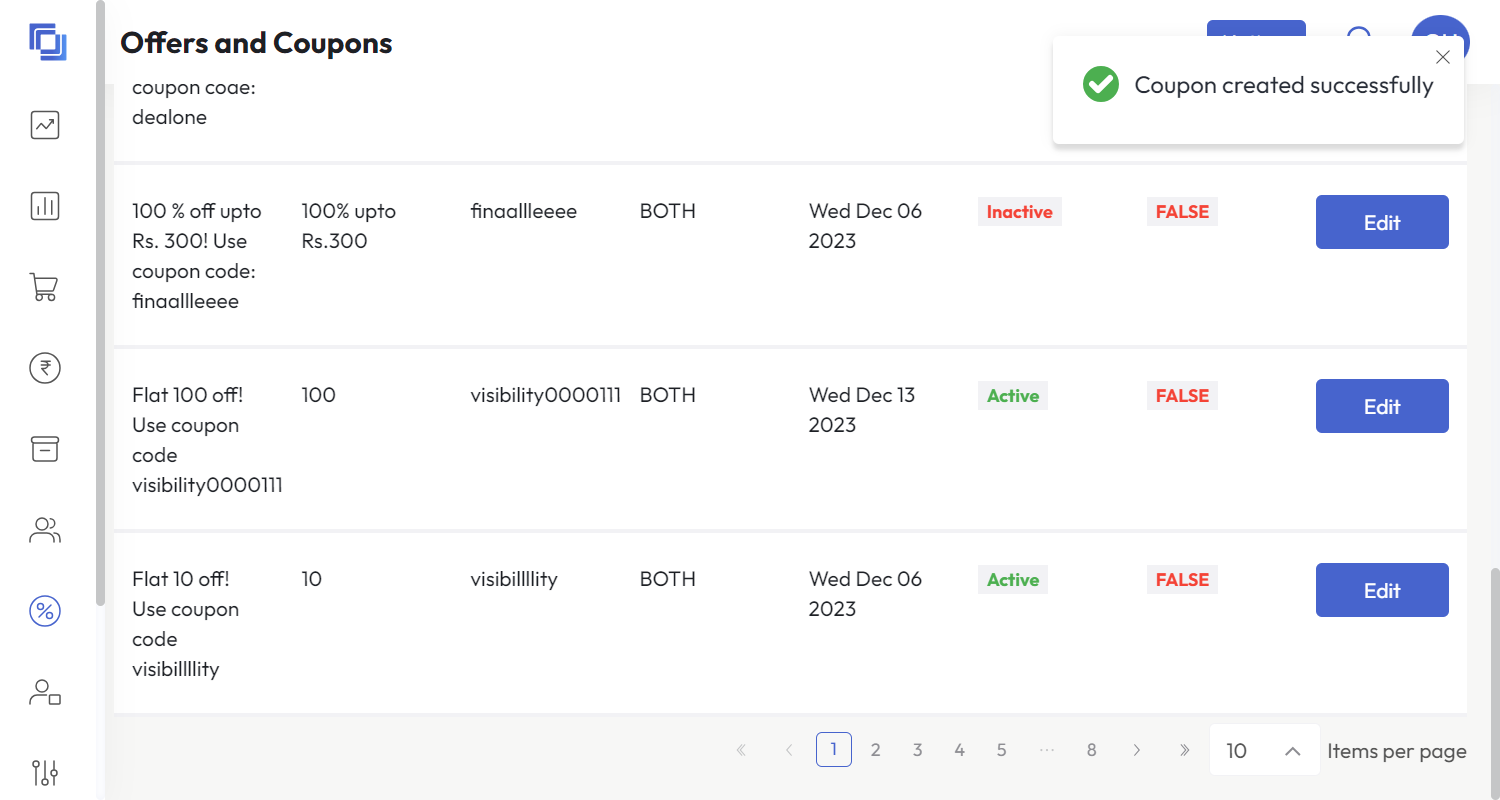 Offers and Coupons
Coupon created successfully
coupon code:
dealone
100 % off upto
Rs. 300! Use
coupon code:
finaallleeee
100% upto
Rs.300
finaallleeee
BOTH
Wed Dec 06
2023
Inactive
FALSE
Edit
Flat 100 off!
Use coupon
code
visibility0000111
100
visibility0000111
BOTH
Wed Dec 13
2023
Active
FALSE
Edit
Flat 10 off!
Use coupon
code
visibillllity
10
visibillllity
BOTH
Wed Dec 06
2023
Active
FALSE
Edit
« < 1 2 3 4 5 ··· 8 > » 10 Items per page